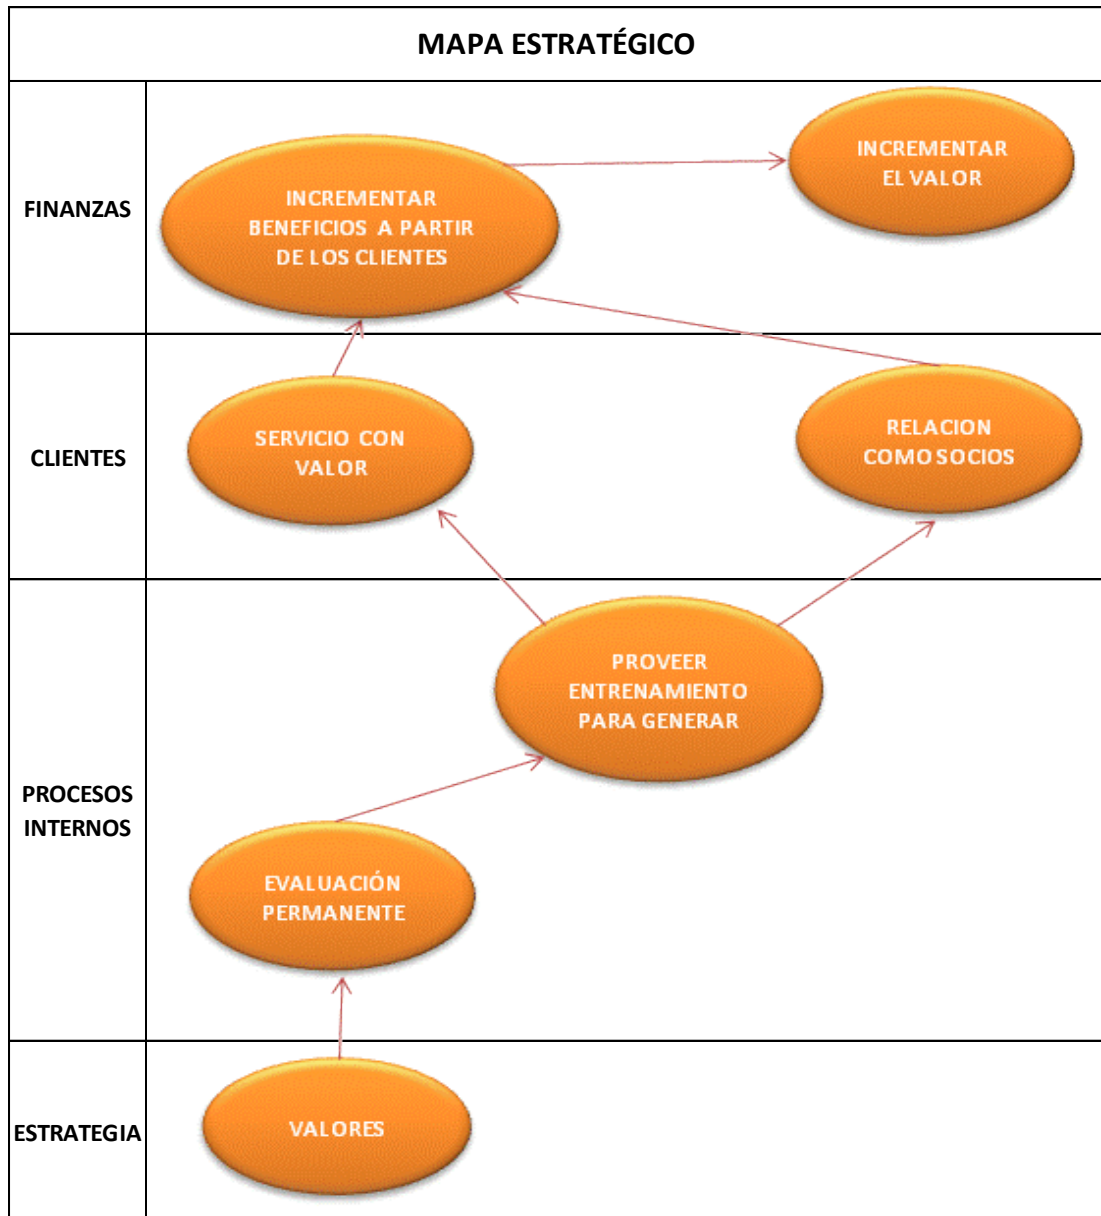 MAPA ESTRATÉGICO
FINANZAS
INCREMENTAR
BENEFICIOS A PARTIR
DE LOS CLIENTES
INCREMENTAR
EL VALOR
CLIENTES
SERVICIO CON
VALOR
RELACION
COMO SOCIOS
PROCESOS
INTERNOS
PROVEER
ENTRENAMIENTO
PARA GENERAR
EVALUACIÓN
PERMANENTE
ESTRATEGIA
VALORES